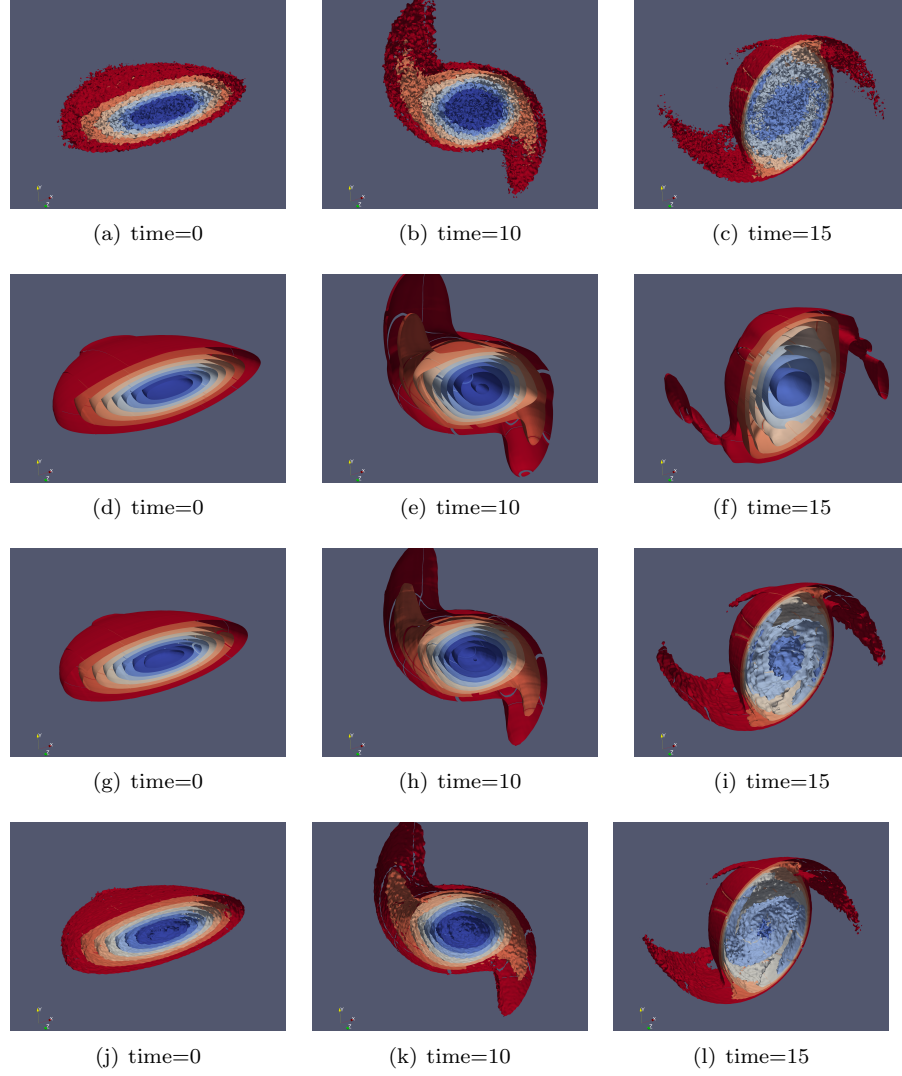 (a) time=0
(b) time=10
(c) time=15
(d) time=0
(e) time=10
(f) time=15
(g) time=0
(h) time=10
(i) time=15
(j) time=0
(k) time=10
(l) time=15